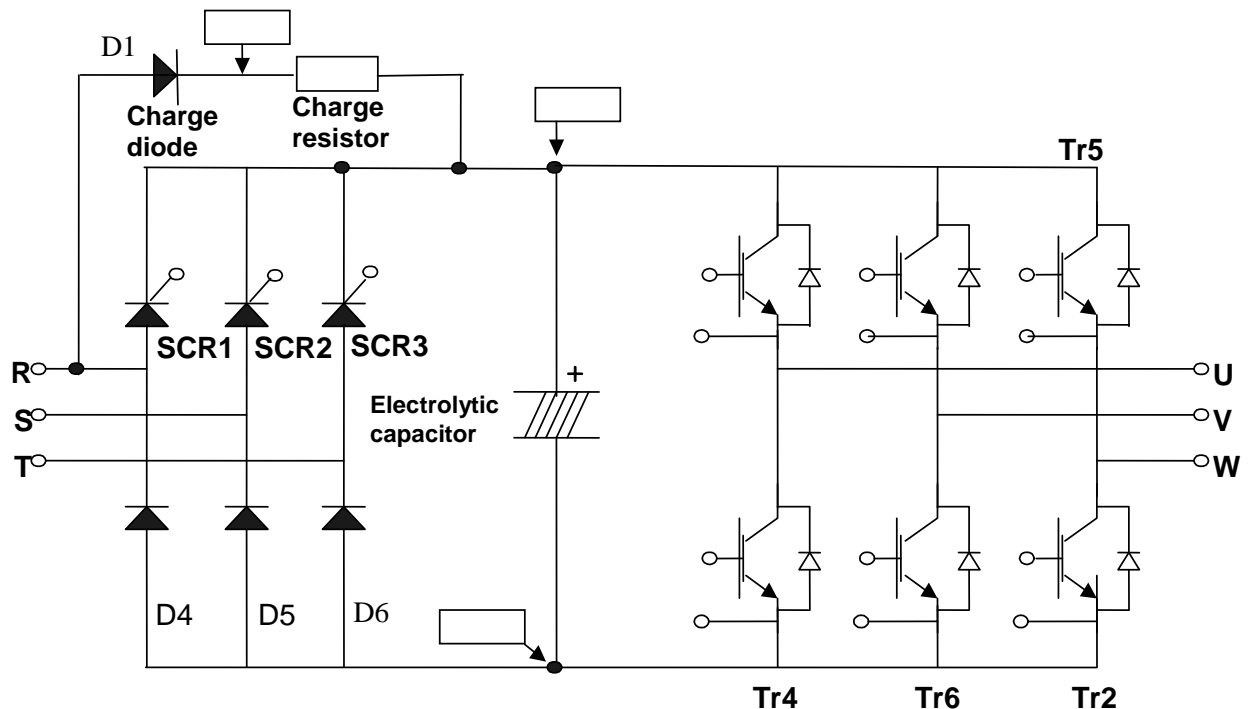 D1
Charge
diode
Charge
resistor
Tr5
SCR1
SCR2
SCR3
R
S
T
+
Electrolytic
capacitor
U
V
W
D4
D5
D6
Tr4
Tr6
Tr2